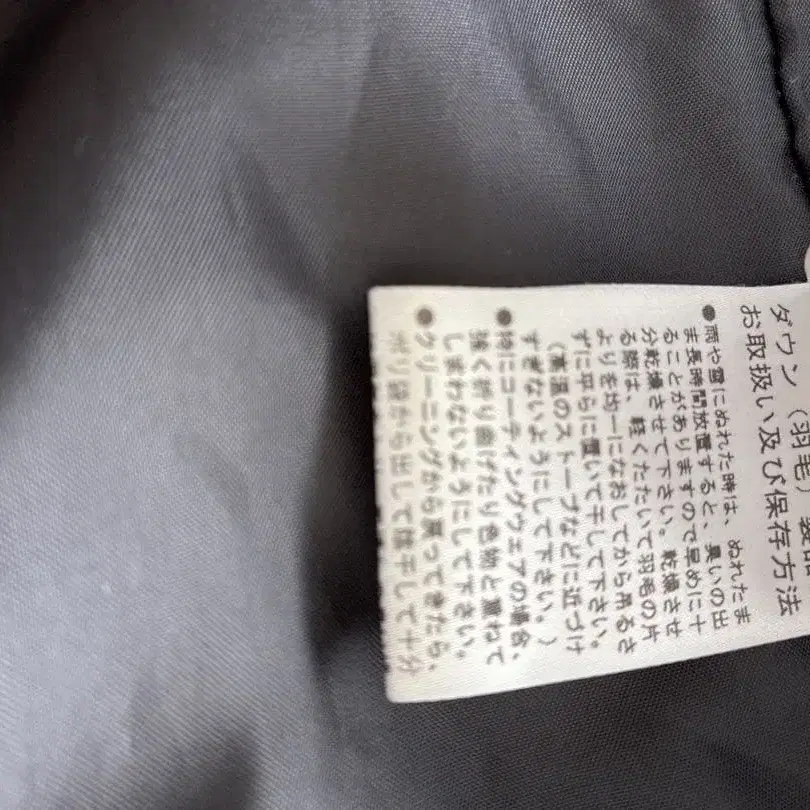 ダウン（羽毛）製品
お取扱い及び保存方法
●雨や雪にぬれた時は、ぬれたま
ま長時間放置すると、臭いの出
ることがありますので早めに十
分乾燥させて下さい。乾燥させ
る際は、軽くたたいて羽毛の片
よりを均一になおしてから吊るさ
ずに平らに置いて干して下さい。
（高温のストーブなどに近づけ
すぎないようにして下さい。）
●特にコーティングウェアの場合、
強く折り曲げたり色物と重ねて
しまわないようにして下さい。
●クリーニングから戻ってきたら、
ポリ袋から出して陰干して十分